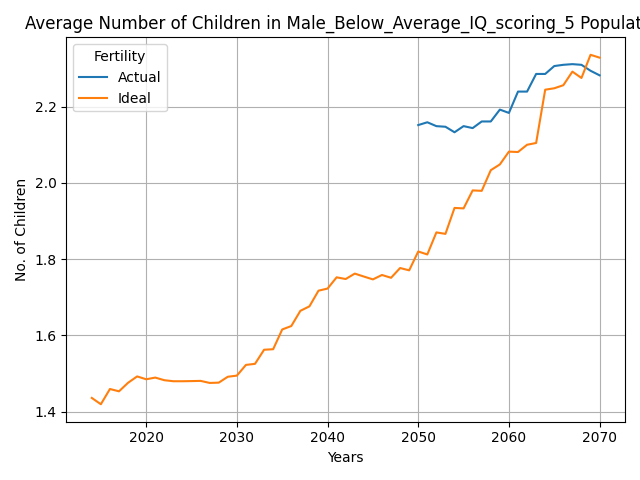 Average Number of Children in Male_Below_Average_IQ_scoring_5 Populat
Fertility
Actual
Ideal
2.2
2.0
1.8
1.6
1.4
No. of Children
2020 2030 2040 2050 2060 2070
Years